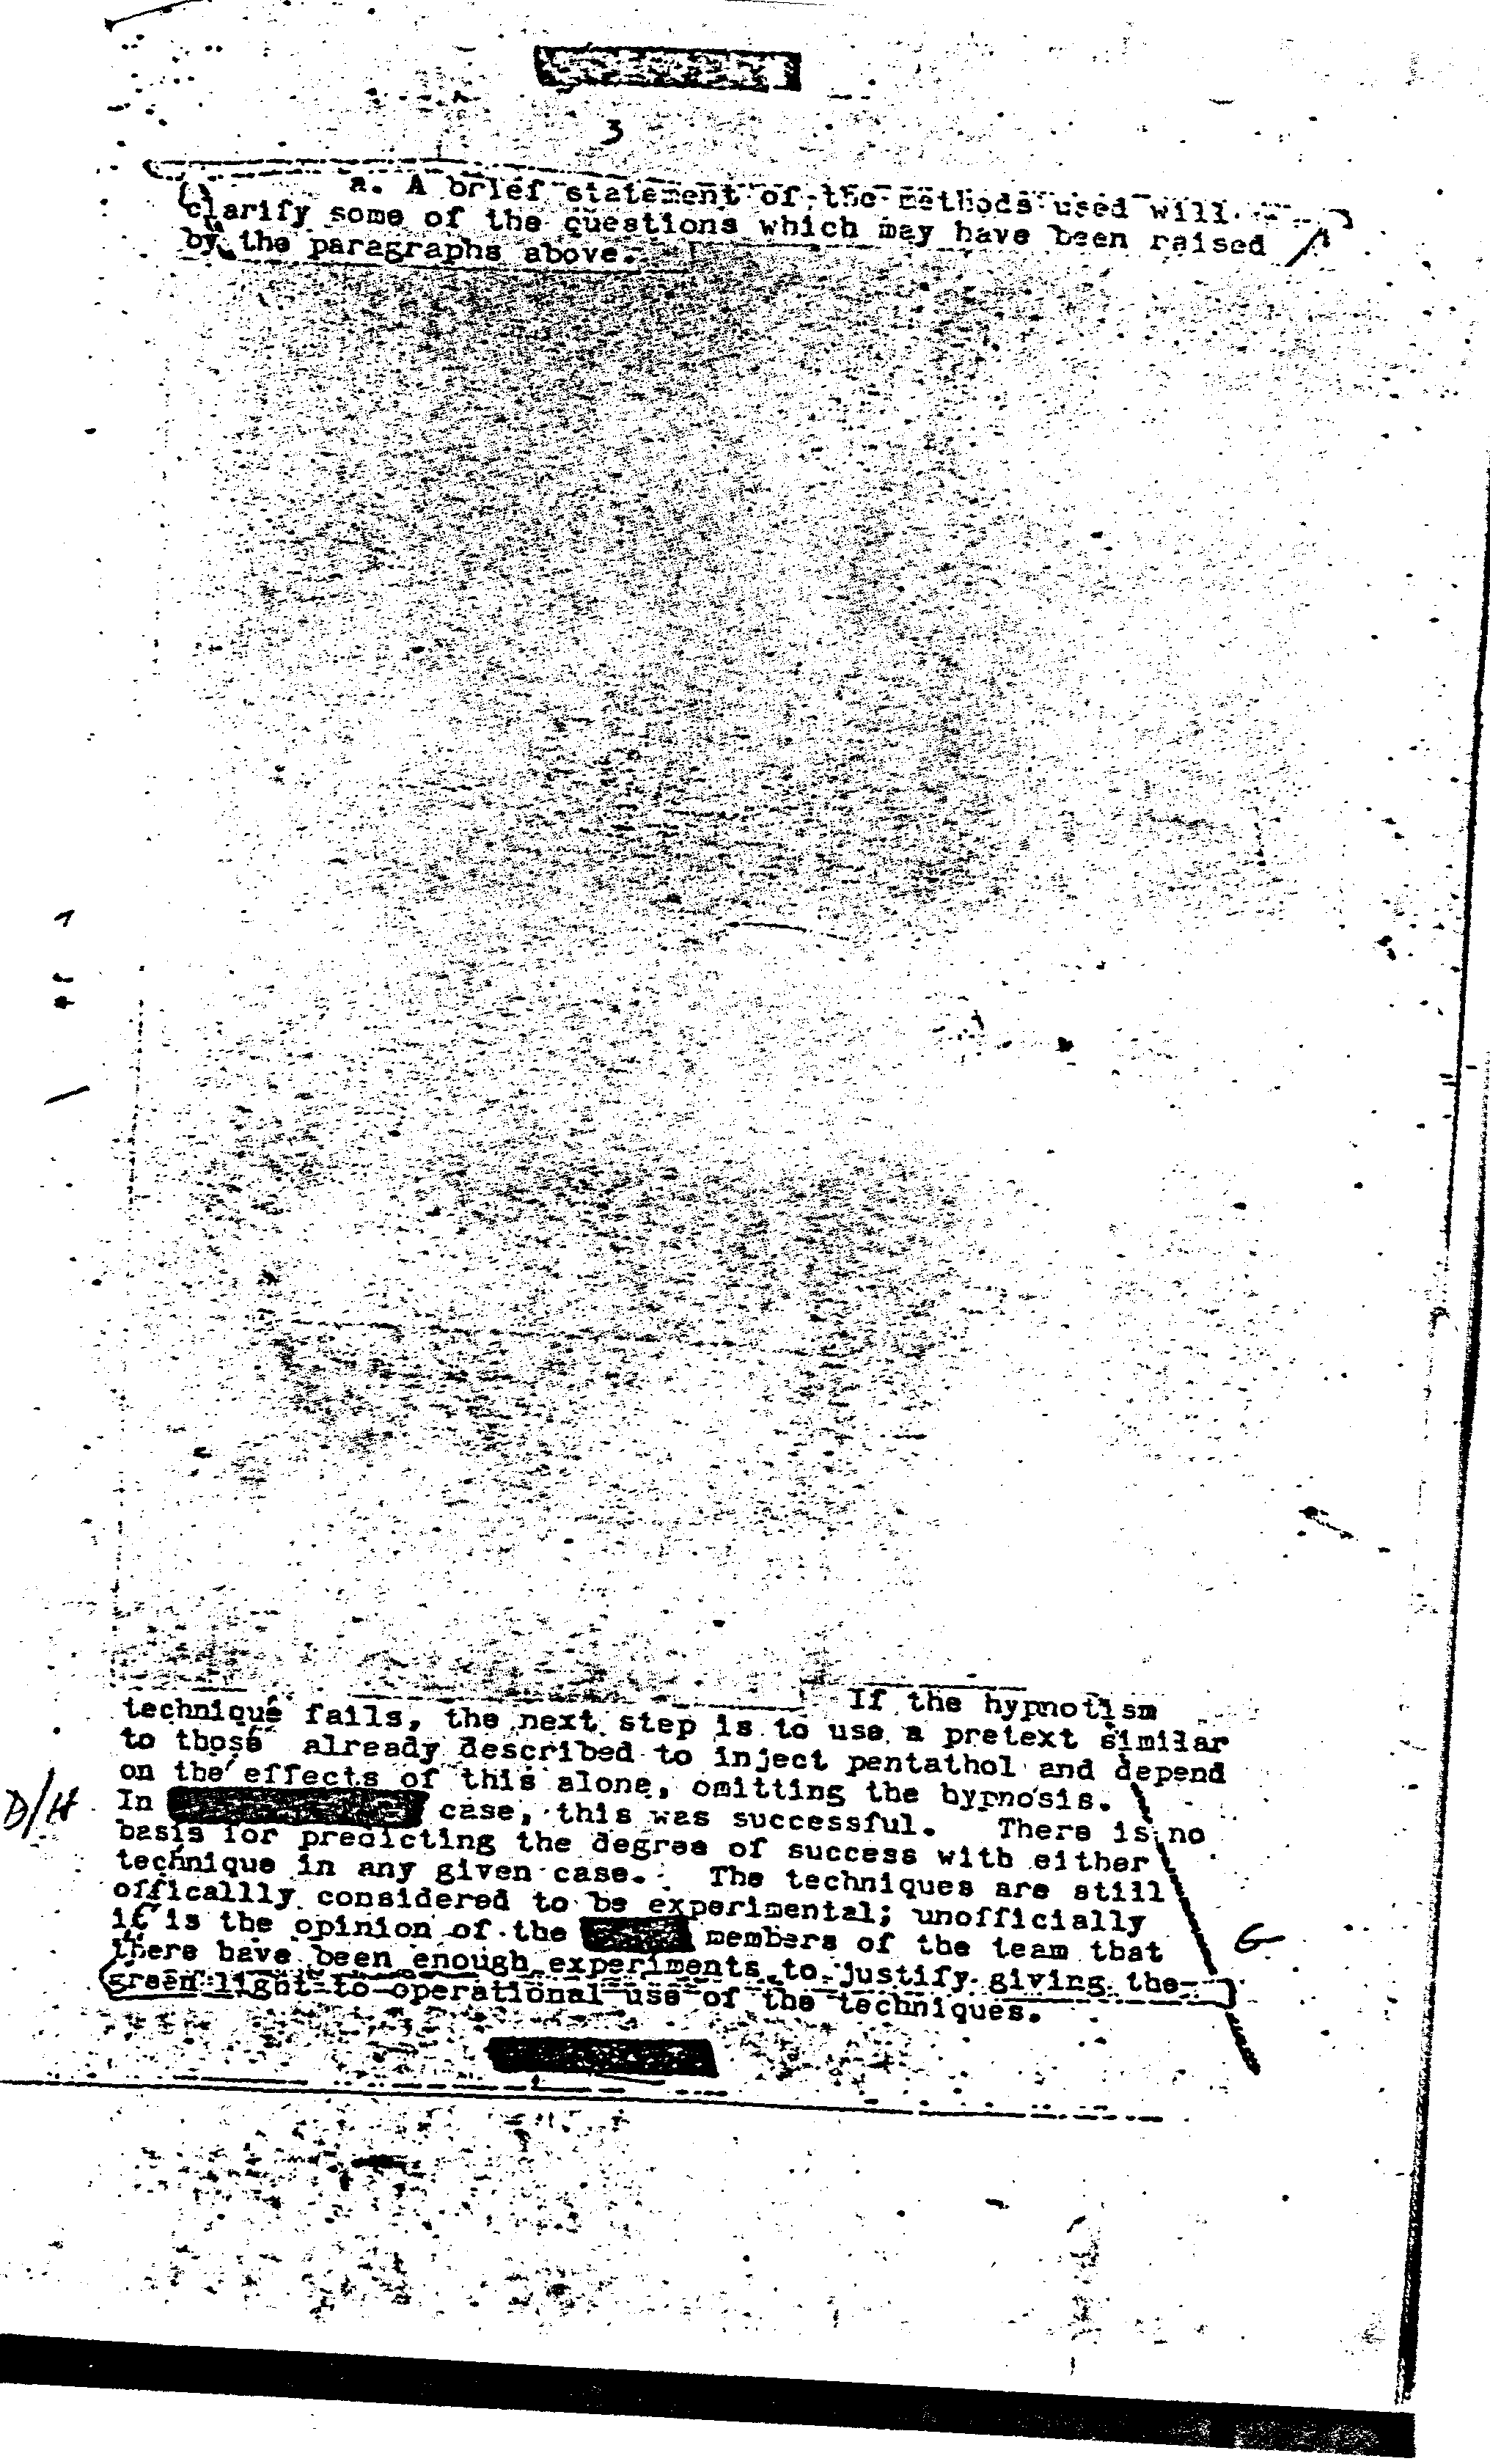 3
a. A brief statement of the methods used will
clarify some of the questions which may have been raised
by the paragraphs above.
If the hypnotism
technique fails, the next step is to use a pretext similar
to those already described to inject pentathol and depend
on the effects of this alone, omitting the hypnosis.
D/H In case, this was successful. There is no
basis for predicting the degree of success with either
technique in any given case. The techniques are still
officallly considered to be experimental; unofficially
it is the opinion of the members of the team that
G
there have been enough experiments to justify giving the
green light to operational use of the techniques.